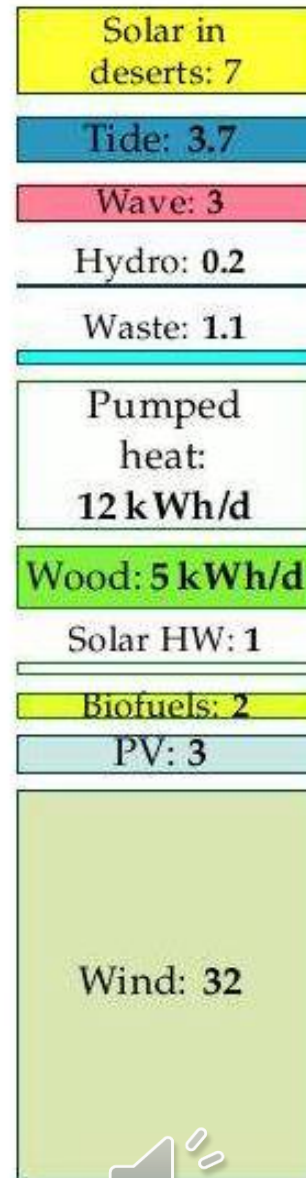 Solar in
deserts: 7
Tide: 3.7
Wave: 3
Hydro: 0.2
Waste: 1.1
Pumped
heat:
12 kWh/d
Wood: 5 kWh/d
Solar HW: 1
Biofuels: 2
PV: 3
Wind: 32